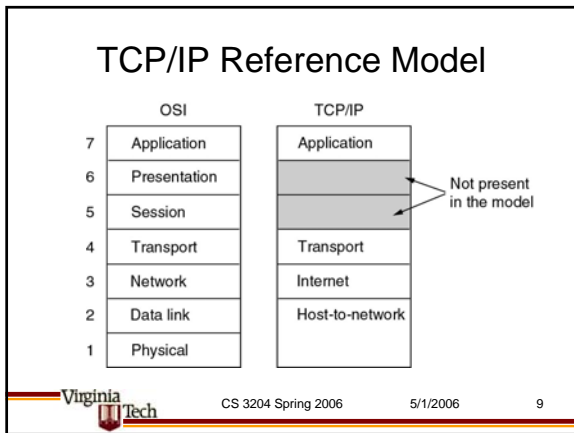 TCP/IP Reference Model
OSI TCP/IP
7 Application Application
6 Presentation
5 Session
Not present
in the model
4 Transport Transport
3 Network Internet
2 Data link Host-to-network
1 Physical
Virginia Tech CS 3204 Spring 2006 5/1/2006 9